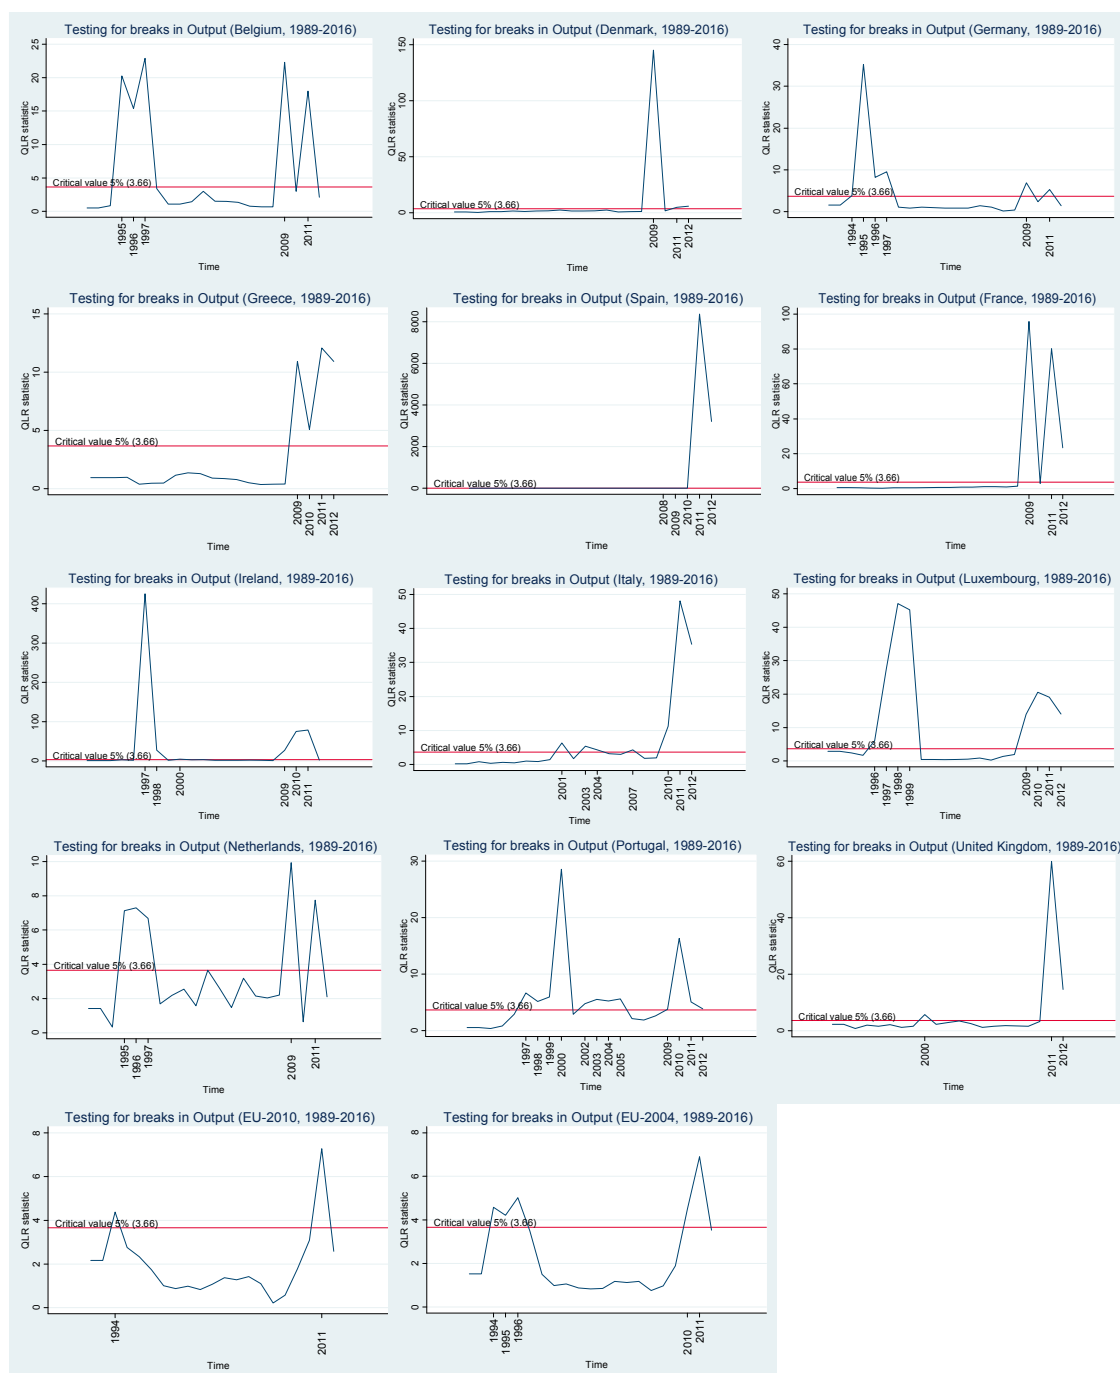 Testing for breaks in Output (Belgium, 1989-2016)
QLR statistic
25
20
15
10
5
0
Critical value 5% (3.66)
1995
1996
1997
2009
2011
Time
Testing for breaks in Output (Denmark, 1989-2016)
QLR statistic
150
100
50
0
Critical value 5% (3.66)
2009
2011
2012
Time
Testing for breaks in Output (Germany, 1989-2016)
QLR statistic
40
30
20
10
0
Critical value 5% (3.66)
1994
1995
1996
1997
2009
2011
Time
Testing for breaks in Output (Greece, 1989-2016)
QLR statistic
15
10
5
0
Critical value 5% (3.66)
2009
2010
2011
2012
Time
Testing for breaks in Output (Spain, 1989-2016)
QLR statistic
8000
6000
4000
2000
0
Critical value 5% (3.66)
2008
2009
2010
2011
2012
Time
Testing for breaks in Output (France, 1989-2016)
QLR statistic
100
80
60
40
20
0
Critical value 5% (3.66)
2009
2011
2012
Time
Testing for breaks in Output (Ireland, 1989-2016)
QLR statistic
400
300
200
100
0
Critical value 5% (3.66)
1997
1998
2000
2009
2010
2011
Time
Testing for breaks in Output (Italy, 1989-2016)
QLR statistic
50
40
30
20
10
0
Critical value 5% (3.66)
2001
2003
2004
2007
2010
2011
2012
Time
Testing for breaks in Output (Luxembourg, 1989-2016)
QLR statistic
50
40
30
20
10
0
Critical value 5% (3.66)
1996
1997
1998
1999
2009
2010
2011
2012
Time
Testing for breaks in Output (Netherlands, 1989-2016)
QLR statistic
10
8
6
4
2
0
Critical value 5% (3.66)
1995
1996
1997
2009
2011
Time
Testing for breaks in Output (Portugal, 1989-2016)
QLR statistic
30
20
10
0
Critical value 5% (3.66)
1997
1998
1999
2000
2002
2003
2004
2005
2009
2010
2011
2012
Time
Testing for breaks in Output (United Kingdom, 1989-2016)
QLR statistic
60
40
20
0
Critical value 5% (3.66)
2000
2011
2012
Time
Testing for breaks in Output (EU-2010, 1989-2016)
QLR statistic
8
6
4
2
0
Critical value 5% (3.66)
1994
2011
Time
Testing for breaks in Output (EU-2004, 1989-2016)
QLR statistic
8
6
4
2
0
Critical value 5% (3.66)
1994
1995
1996
2010
2011
Time